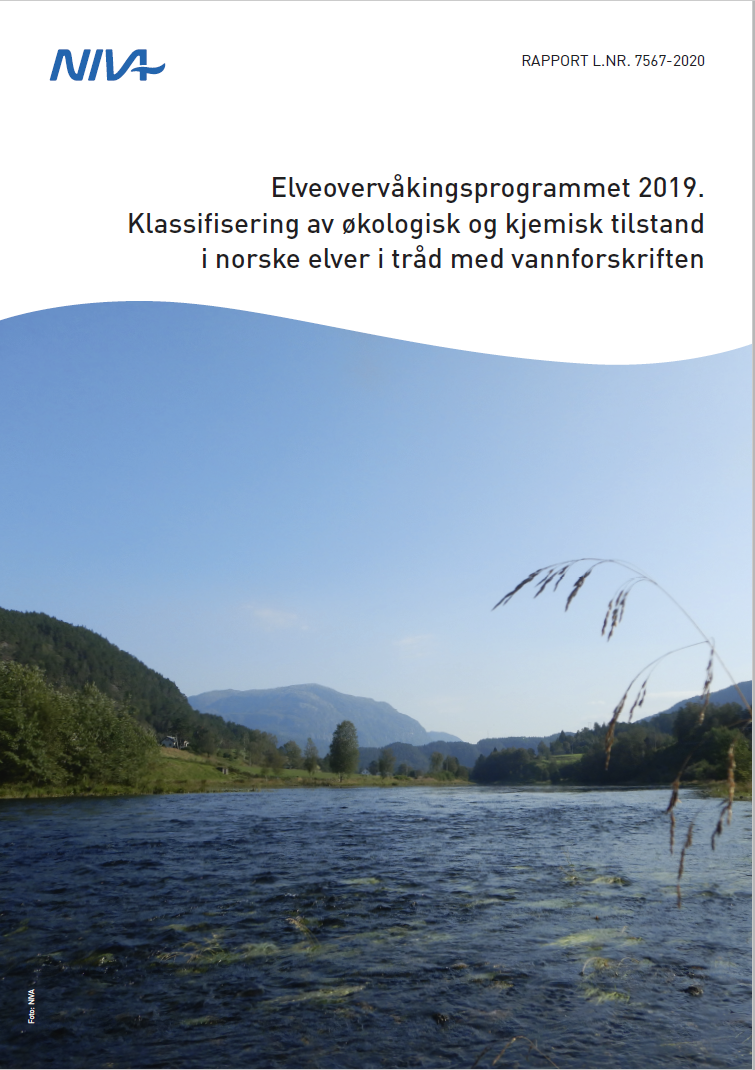 NIVA
RAPPORT L.NR. 7567-2020
Elveovervåkingsprogrammet 2019.
Klassifisering av økologisk og kjemisk tilstand
i norske elver i tråd med vannforskriften
Foto: NIVA